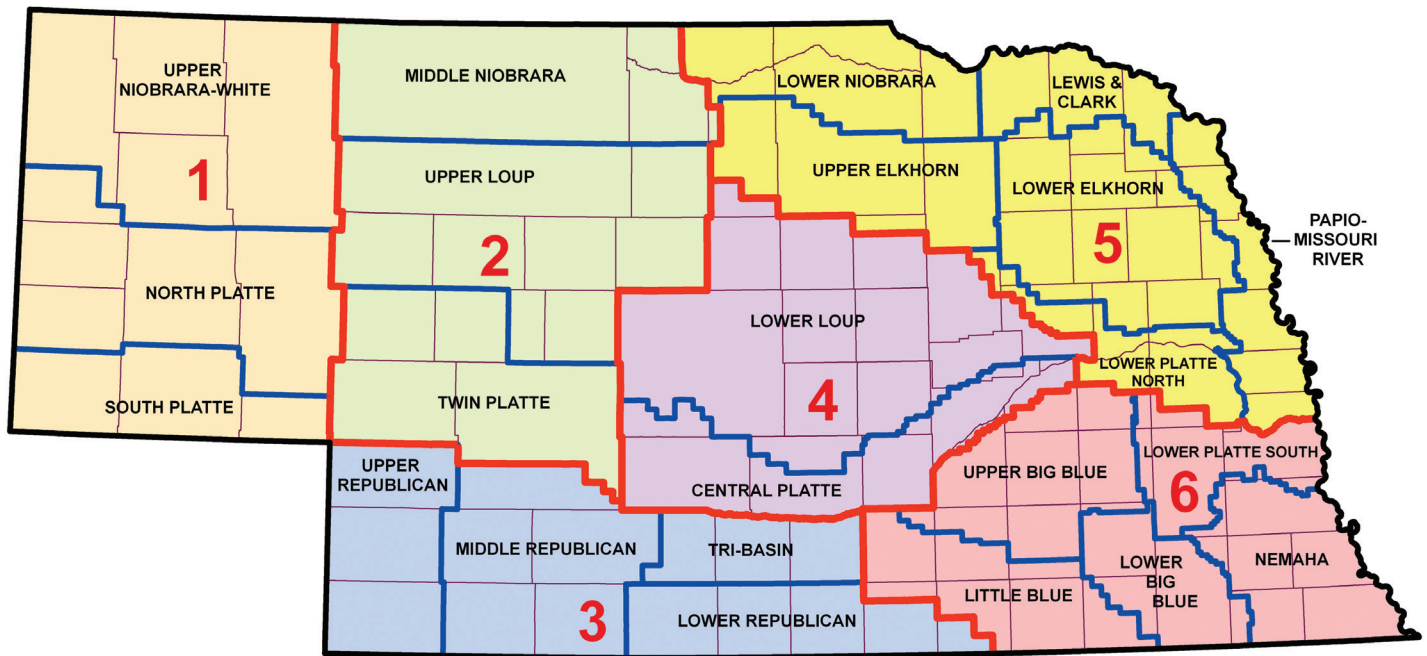 UPPER
NIOBRARA-WHITE
1
NORTH PLATTE
SOUTH PLATTE
MIDDLE NIOBRARA
UPPER LOUP
2
TWIN PLATTE
UPPER
REPUBLICAN
MIDDLE REPUBLICAN
TRI-BASIN
3
LOWER REPUBLICAN
LOWER LOUP
4
CENTRAL PLATTE
LOWER NIOBRARA
LEWIS &
CLARK
UPPER ELKHORN
LOWER ELKHORN
5
PAPIO-
MISSOURI
RIVER
LOWER PLATTE
NORTH
UPPER BIG BLUE
LOWER PLATTE SOUTH
6
LITTLE BLUE
LOWER
BIG
BLUE
NEMAHA